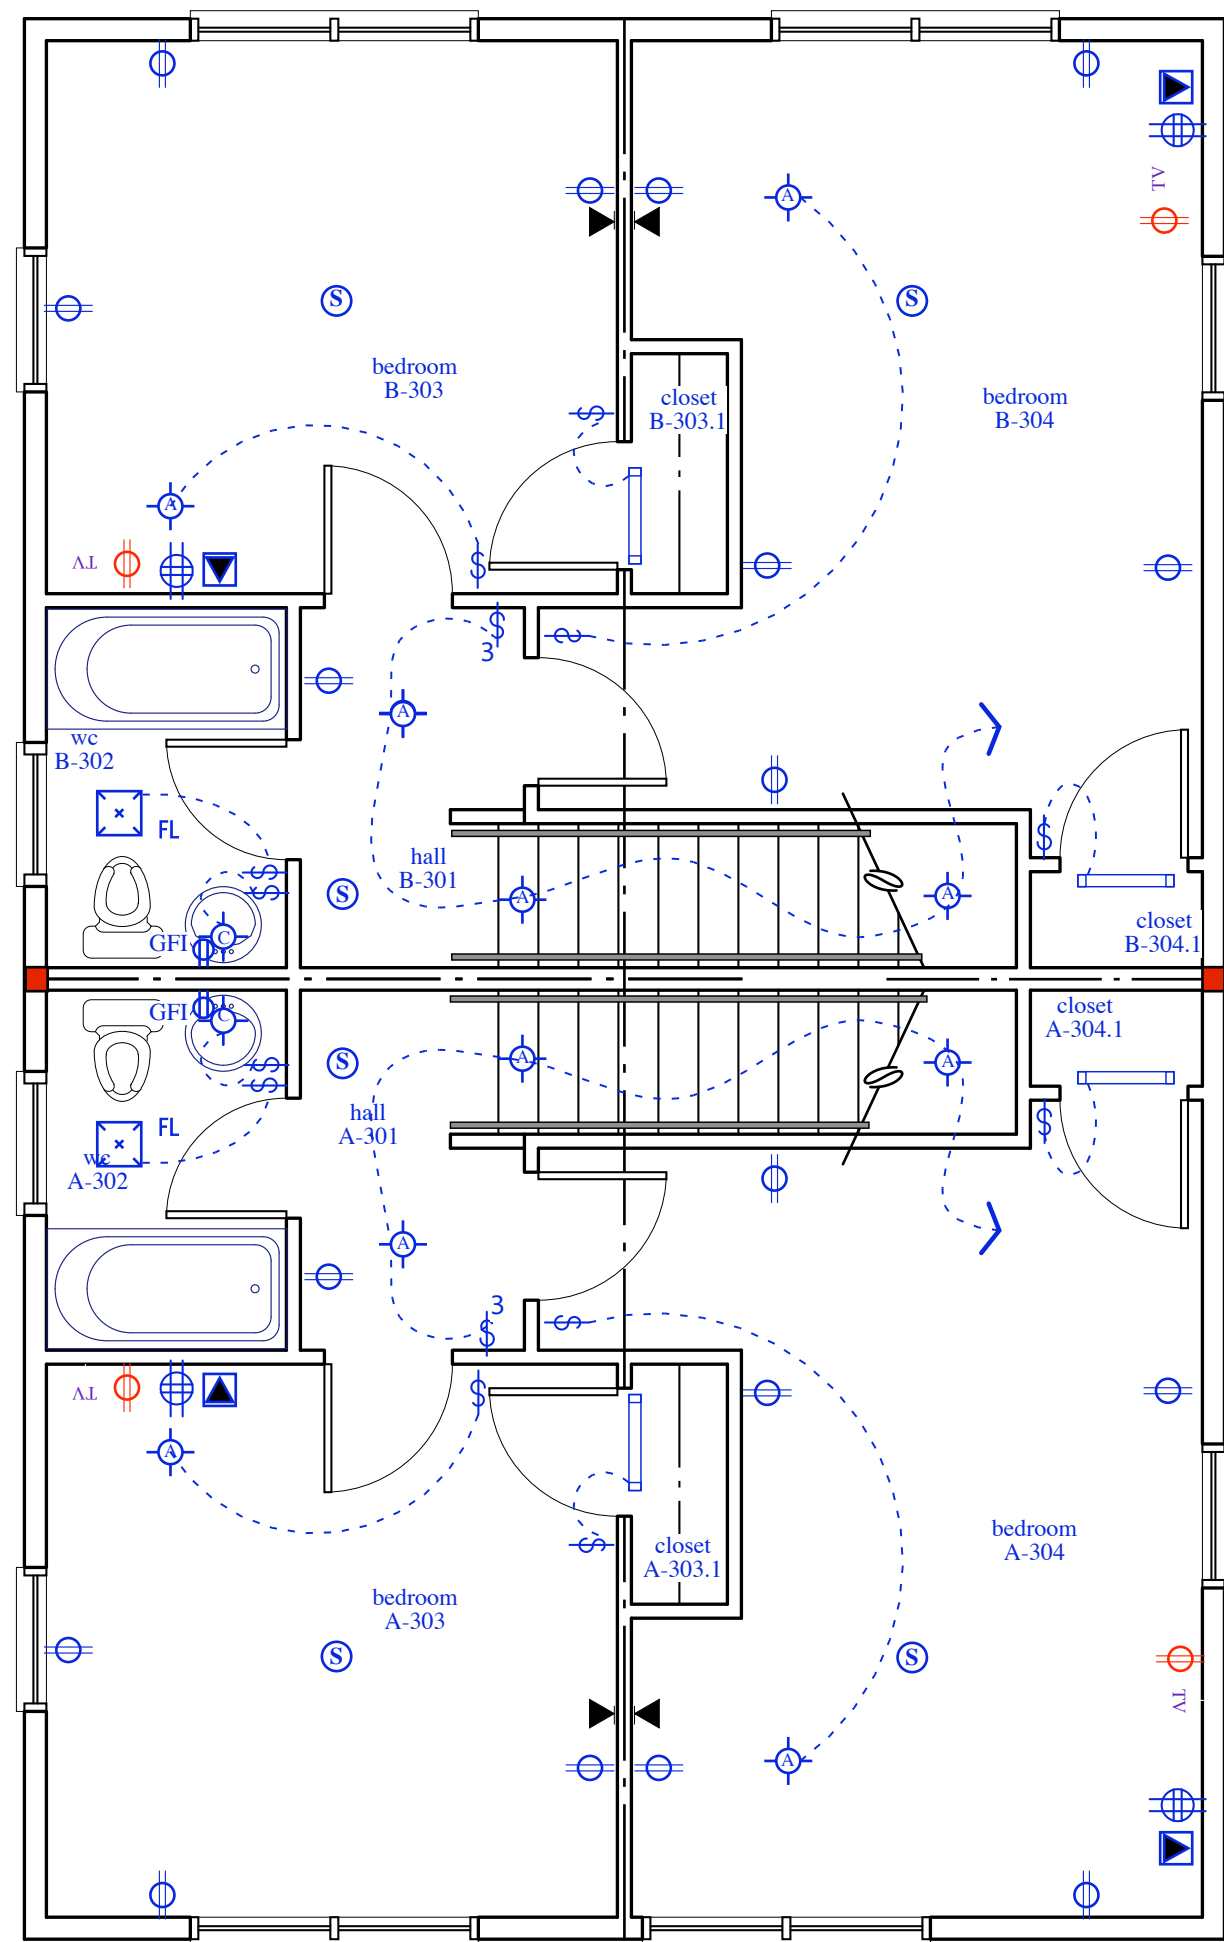 TV
A
S
S
bedroom
B-303
closet
B-303.1
bedroom
B-304
$
A
TV
$
$
3
$
A
wc
B-302
FL
hall
B-301
$
$
$
S
A
A
GFI
C
closet
B-304.1
GFI
C
closet
A-304.1
$
$
S
A
A
hall
A-301
$
FL
wc
A-302
A
3
$
$
TV
$
A
$
closet
A-303.1
bedroom
A-304
bedroom
A-303
S
S
TV
A